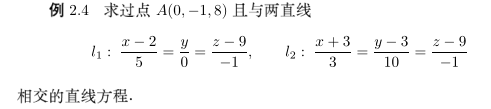 例 2.4 求过点 A(0, −1, 8) 且与两直线
l₁ : (x − 2)/5 = y/0 = (z − 9)/−1, l₂ : (x + 3)/3 = (y − 3)/10 = (z − 9)/−1
相交的直线方程.